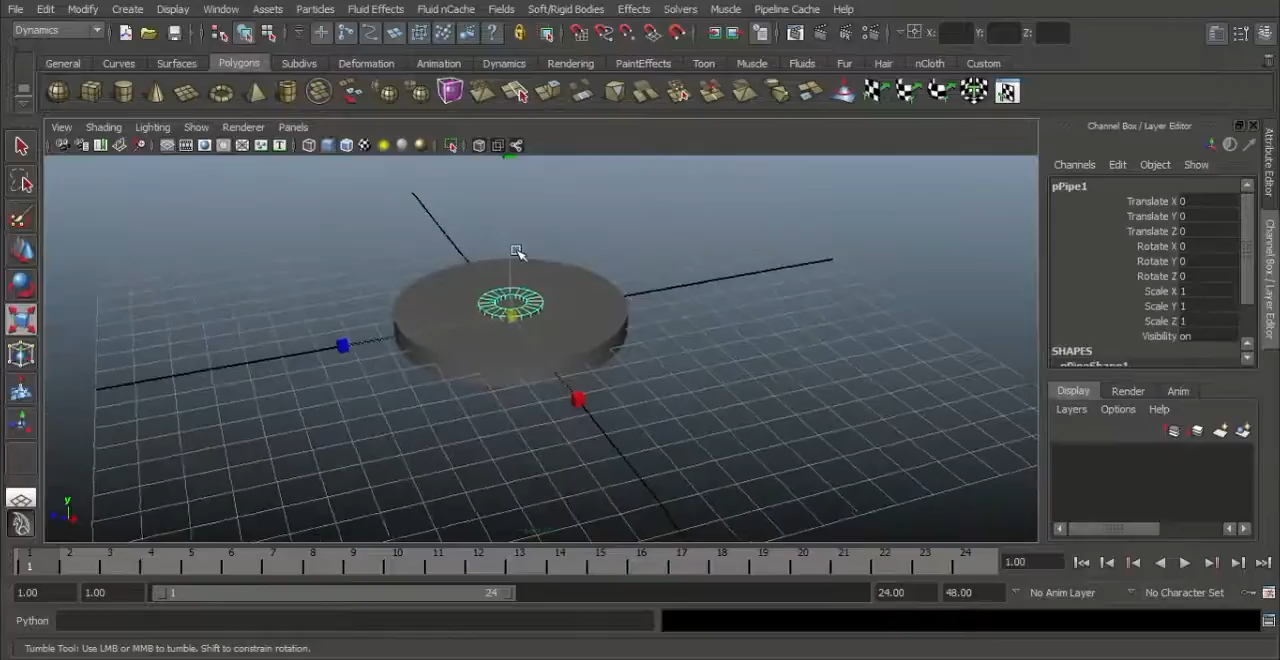 File Edit Modify Create Display Window Assets Particles Fluid Effects Fluid nCache Fields Soft/Rigid Bodies Effects Solvers Muscle Pipeline Cache Help
Dynamics X: Y: Z:
General Curves Surfaces Polygons Subdivs Deformation Animation Dynamics Rendering PaintEffects Toon Muscle Fluids Fur Hair nCloth Custom
View Shading Lighting Show Renderer Panels
Channel Box / Layer Editor
Channels Edit Object Show
pPipe1
Translate X 0
Translate Y 0
Translate Z 0
Rotate X 0
Rotate Y 0
Rotate Z 0
Scale X 1
Scale Y 1
Scale Z 1
Visibility on
SHAPES
pPipeShape1
Display Render Anim
Layers Options Help
Attribute Editor
Channel Box / Layer Editor
y
1 2 3 4 5 6 7 8 9 10 11 12 13 14 15 16 17 18 19 20 21 22 23 24
1 1.00
1.00 1.00 1 24 24.00 48.00 No Anim Layer No Character Set
Python
Tumble Tool: Use LMB or MMB to tumble. Shift to constrain rotation.